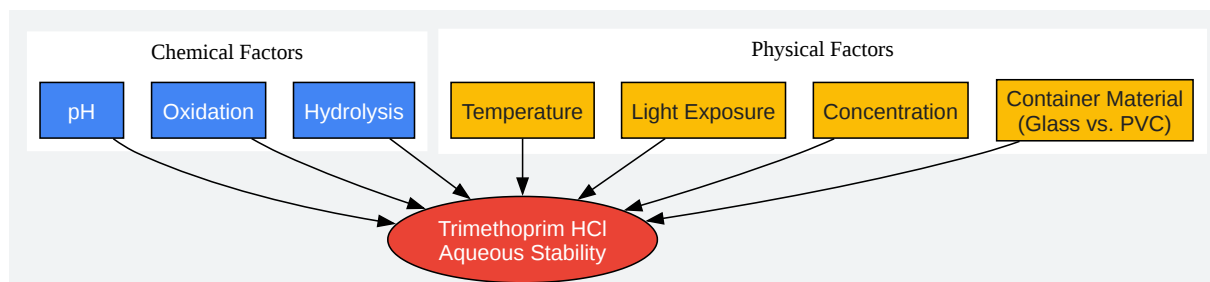 Chemical Factors
Physical Factors
pH
Oxidation
Hydrolysis
Temperature
Light Exposure
Concentration
Container Material
(Glass vs. PVC)
Trimethoprim HCl
Aqueous Stability